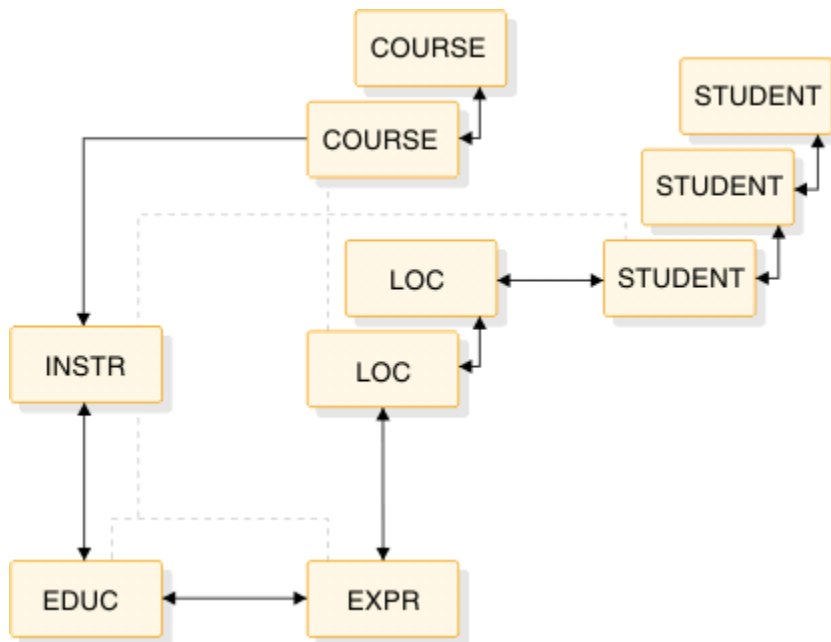 COURSE
STUDENT
COURSE
STUDENT
LOC
STUDENT
INSTR
LOC
EDUC
EXPR